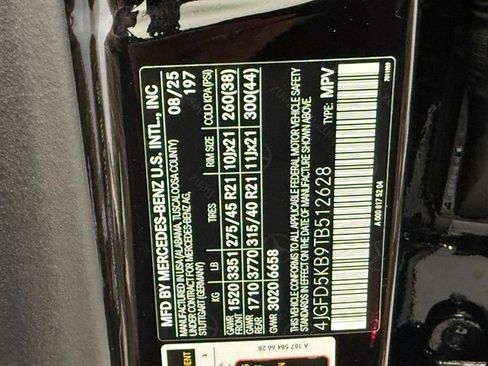 MFD BY MERCEDES-BENZ U.S. INTL., INC
MANUFACTURED IN USA (ALABAMA, TUSCALOOSA COUNTY)
UNDER CONTRACT FOR MERCEDES-BENZ AG,
STUTTGART (GERMANY)
08/25
197
KG LB TIRES RIM SIZE COLD KPA(PSI)
GAWR FRONT 1520 3351 275/45 R21 10Jx21 260(38)
GAWR REAR 1710 3770 315/40 R21 11Jx21 300(44)
GVWR 3020 6658
THIS VEHICLE CONFORMS TO ALL APPLICABLE FEDERAL MOTOR VEHICLE SAFETY
STANDARDS IN EFFECT ON THE DATE OF MANUFACTURE SHOWN ABOVE.
4JGFD5KB9TB512628 TYPE: MPV
A 000 817 52 04
A 167 584 66 28